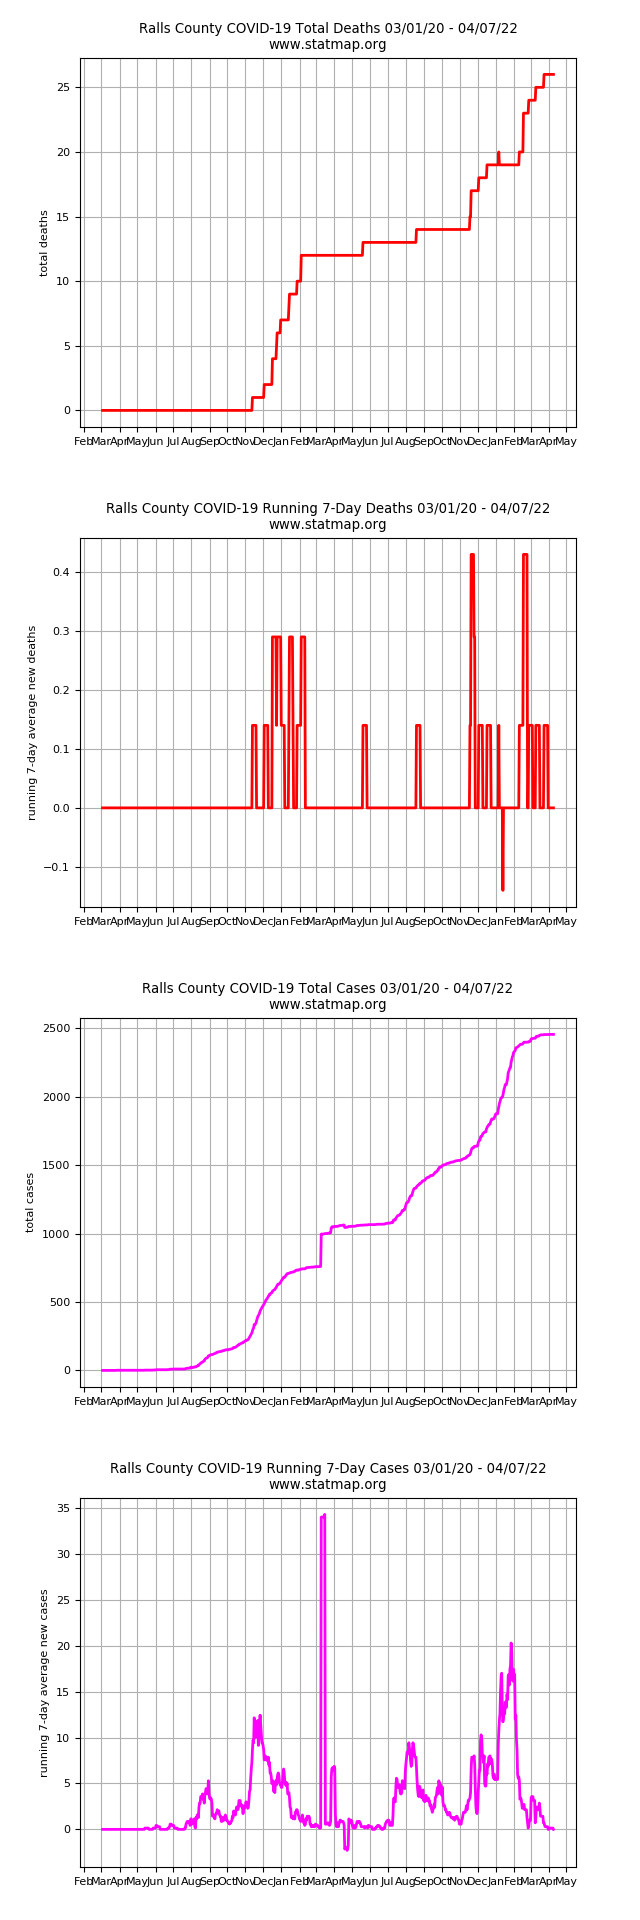 Ralls County COVID-19 Total Deaths 03/01/20 - 04/07/22
www.statmap.org
25
20
15
10
5
0
total deaths
Feb Mar Apr May Jun Jul Aug Sep Oct Nov Dec Jan Feb Mar Apr May Jun Jul Aug Sep Oct Nov Dec Jan Feb Mar Apr May
Ralls County COVID-19 Running 7-Day Deaths 03/01/20 - 04/07/22
www.statmap.org
0.4
0.3
0.2
0.1
0.0
−0.1
running 7-day average new deaths
Feb Mar Apr May Jun Jul Aug Sep Oct Nov Dec Jan Feb Mar Apr May Jun Jul Aug Sep Oct Nov Dec Jan Feb Mar Apr May
Ralls County COVID-19 Total Cases 03/01/20 - 04/07/22
www.statmap.org
2500
2000
1500
1000
500
0
total cases
Feb Mar Apr May Jun Jul Aug Sep Oct Nov Dec Jan Feb Mar Apr May Jun Jul Aug Sep Oct Nov Dec Jan Feb Mar Apr May
Ralls County COVID-19 Running 7-Day Cases 03/01/20 - 04/07/22
www.statmap.org
35
30
25
20
15
10
5
0
running 7-day average new cases
Feb Mar Apr May Jun Jul Aug Sep Oct Nov Dec Jan Feb Mar Apr May Jun Jul Aug Sep Oct Nov Dec Jan Feb Mar Apr May